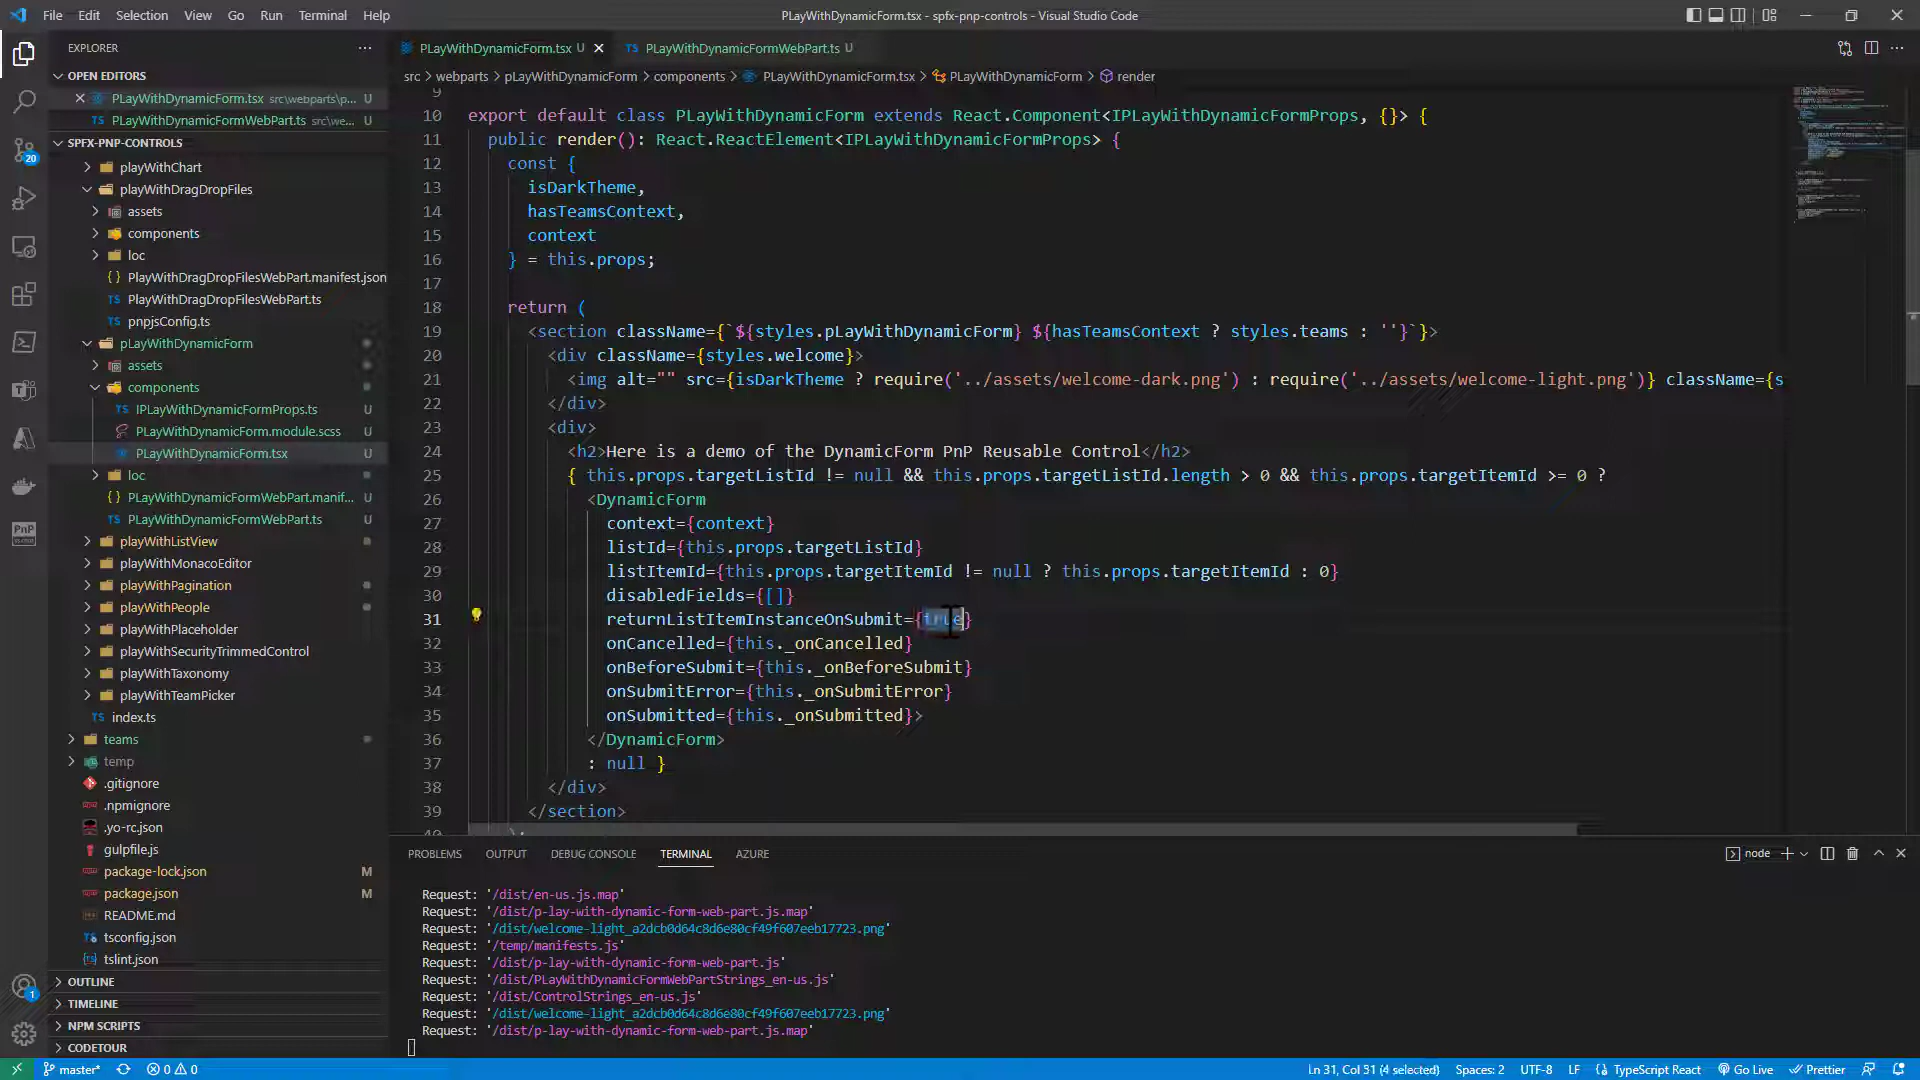 File Edit Selection View Go Run Terminal Help
PLayWithDynamicForm.tsx - spfx-pnp-controls - Visual Studio Code
EXPLORER
OPEN EDITORS
PLayWithDynamicForm.tsx src\webparts\p... U
PLayWithDynamicFormWebPart.ts src\we... U
SPFX-PNP-CONTROLS
playWithChart
playWithDragDropFiles
assets
components
loc
PlayWithDragDropFilesWebPart.manifest.json
PlayWithDragDropFilesWebPart.ts
pnpjsConfig.ts
pLayWithDynamicForm
assets
components
IPLayWithDynamicFormProps.ts U
PLayWithDynamicForm.module.scss U
PLayWithDynamicForm.tsx U
loc
PLayWithDynamicFormWebPart.manif... U
PLayWithDynamicFormWebPart.ts U
playWithListView
playWithMonacoEditor
playWithPagination
playWithPeople
playWithPlaceholder
playWithSecurityTrimmedControl
playWithTaxonomy
playWithTeamPicker
index.ts
teams
temp
.gitignore
.npmignore
.yo-rc.json
gulpfile.js
package-lock.json M
package.json M
README.md
tsconfig.json
tslint.json
OUTLINE
TIMELINE
NPM SCRIPTS
CODETOUR
20
PnP
1
PLayWithDynamicForm.tsx U
TS PLayWithDynamicFormWebPart.ts U
src > webparts > pLayWithDynamicForm > components > PLayWithDynamicForm.tsx > PLayWithDynamicForm > render
9
10 export default class PLayWithDynamicForm extends React.Component<IPLayWithDynamicFormProps, {}> {
11 public render(): React.ReactElement<IPLayWithDynamicFormProps> {
12 const {
13 isDarkTheme,
14 hasTeamsContext,
15 context
16 } = this.props;
17
18 return (
19 <section className={`${styles.pLayWithDynamicForm} ${hasTeamsContext ? styles.teams : ''}`}>
20 <div className={styles.welcome}>
21 <img alt="" src={isDarkTheme ? require('../assets/welcome-dark.png') : require('../assets/welcome-light.png')} className={s
22 </div>
23 <div>
24 <h2>Here is a demo of the DynamicForm PnP Reusable Control</h2>
25 { this.props.targetListId != null && this.props.targetListId.length > 0 && this.props.targetItemId >= 0 ?
26 <DynamicForm
27 context={context}
28 listId={this.props.targetListId}
29 listItemId={this.props.targetItemId != null ? this.props.targetItemId : 0}
30 disabledFields={[]}
31 returnListItemInstanceOnSubmit={true}
32 onCancelled={this._onCancelled}
33 onBeforeSubmit={this._onBeforeSubmit}
34 onSubmitError={this._onSubmitError}
35 onSubmitted={this._onSubmitted}>
36 </DynamicForm>
37 : null }
38 </div>
39 </section>
40 );
PROBLEMS OUTPUT DEBUG CONSOLE TERMINAL AZURE
node
Request: '/dist/en-us.js.map'
Request: '/dist/p-lay-with-dynamic-form-web-part.js.map'
Request: '/dist/welcome-light_a2dcb0d64c8d6e80cf49f607eeb17723.png'
Request: '/temp/manifests.js'
Request: '/dist/p-lay-with-dynamic-form-web-part.js'
Request: '/dist/PLayWithDynamicFormWebPartStrings_en-us.js'
Request: '/dist/ControlStrings_en-us.js'
Request: '/dist/welcome-light_a2dcb0d64c8d6e80cf49f607eeb17723.png'
Request: '/dist/p-lay-with-dynamic-form-web-part.js.map'
master* 0 0
Ln 31, Col 31 (4 selected) Spaces: 2 UTF-8 LF TypeScript React Go Live Prettier